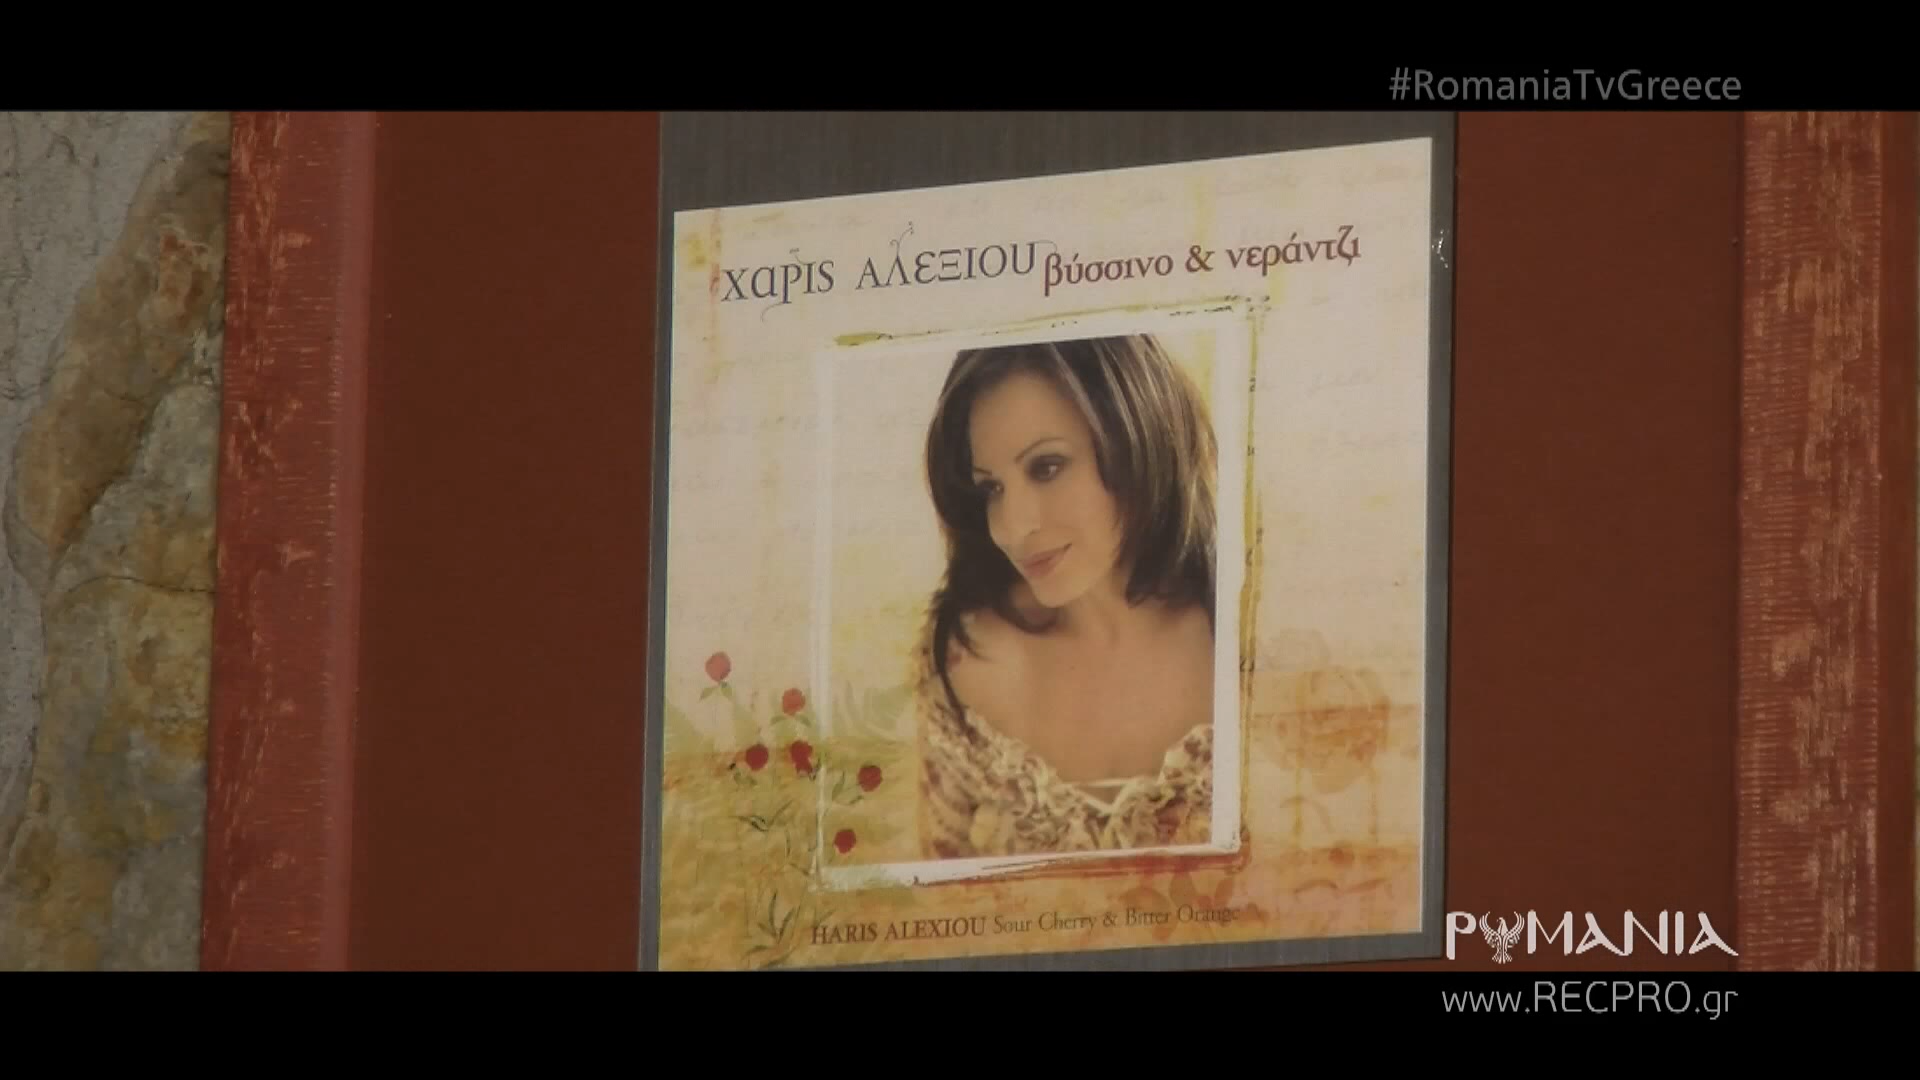 #RomaniaTvGreece
χαρις ΑΛΕΞΙΟΥ βύσσινο & νεράντζι
HARIS ALEXIOU Sour Cherry & Bitter Orange
ΡΩΜΑΝΙΑ
www.RECPRO.gr